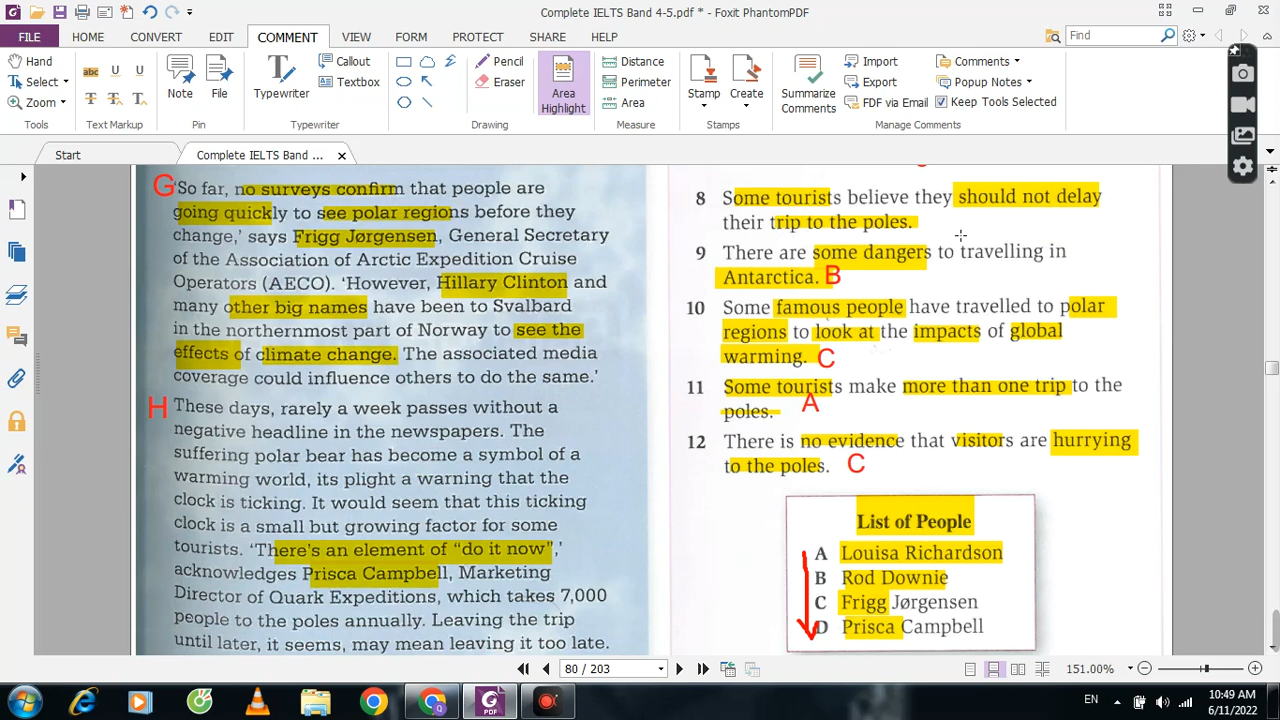 Complete IELTS Band 4-5.pdf * - Foxit PhantomPDF
FILE HOME CONVERT EDIT COMMENT VIEW FORM PROTECT SHARE HELP Find
Hand
Select
Zoom
Tools
abc U U
T T T
Text Markup
Note
File
Pin
Typewriter
Callout
Textbox
Typewriter
Pencil
Eraser
Drawing
Area
Highlight
Distance
Perimeter
Area
Measure
Stamp
Create
Stamps
Summarize
Comments
Import
Export
FDF via Email
Comments
Popup Notes
Keep Tools Selected
Manage Comments
Start
Complete IELTS Band ...
G 'So far, no surveys confirm that people are
going quickly to see polar regions before they
change,' says Frigg Jørgensen, General Secretary
of the Association of Arctic Expedition Cruise
Operators (AECO). 'However, Hillary Clinton and
many other big names have been to Svalbard
in the northernmost part of Norway to see the
effects of climate change. The associated media
coverage could influence others to do the same.'
H These days, rarely a week passes without a
negative headline in the newspapers. The
suffering polar bear has become a symbol of a
warming world, its plight a warning that the
clock is ticking. It would seem that this ticking
clock is a small but growing factor for some
tourists. 'There's an element of "do it now",'
acknowledges Prisca Campbell, Marketing
Director of Quark Expeditions, which takes 7,000
people to the poles annually. Leaving the trip
until later, it seems, may mean leaving it too late.
8 Some tourists believe they should not delay
their trip to the poles.
9 There are some dangers to travelling in
Antarctica. B
10 Some famous people have travelled to polar
regions to look at the impacts of global
warming. C
11 Some tourists make more than one trip to the
poles. A
12 There is no evidence that visitors are hurrying
to the poles. C
List of People
A Louisa Richardson
B Rod Downie
C Frigg Jørgensen
D Prisca Campbell
80 / 203
151.00%
EN
10:49 AM
6/11/2022